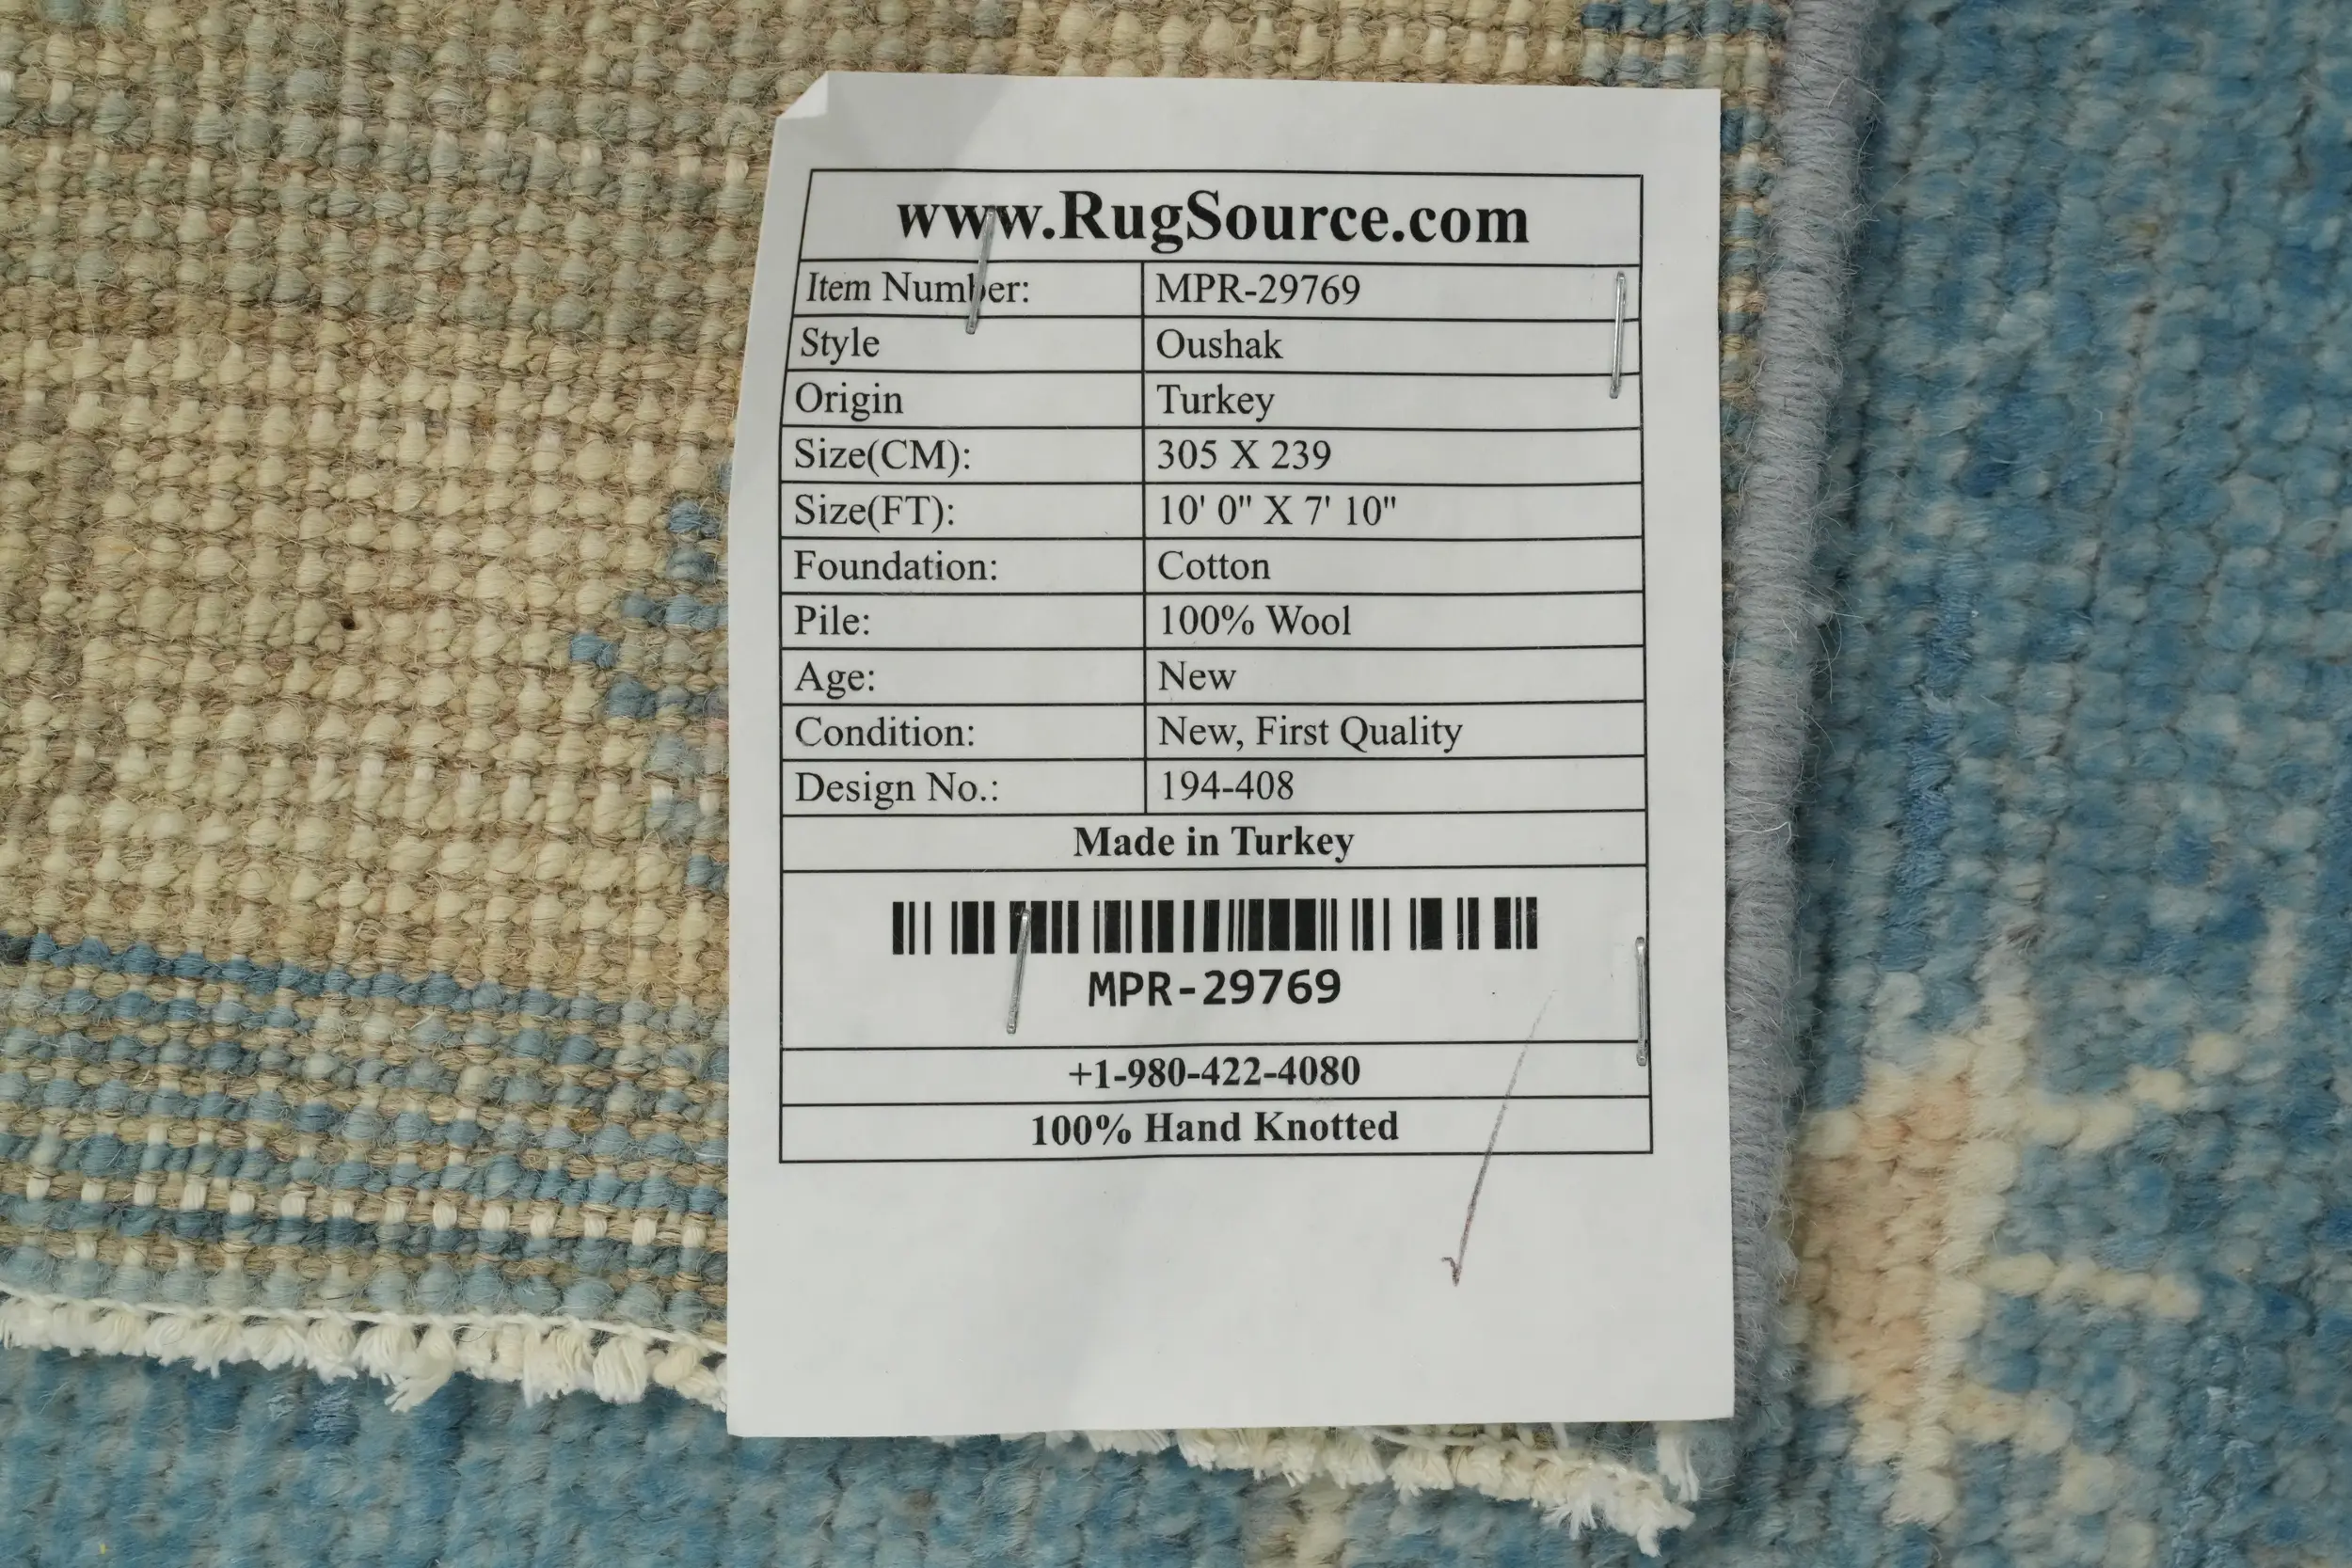 www.RugSource.com
Item Number: MPR-29769
Style Oushak
Origin Turkey
Size(CM): 305 X 239
Size(FT): 10' 0" X 7' 10"
Foundation: Cotton
Pile: 100% Wool
Age: New
Condition: New, First Quality
Design No.: 194-408
Made in Turkey
MPR-29769
+1-980-422-4080
100% Hand Knotted